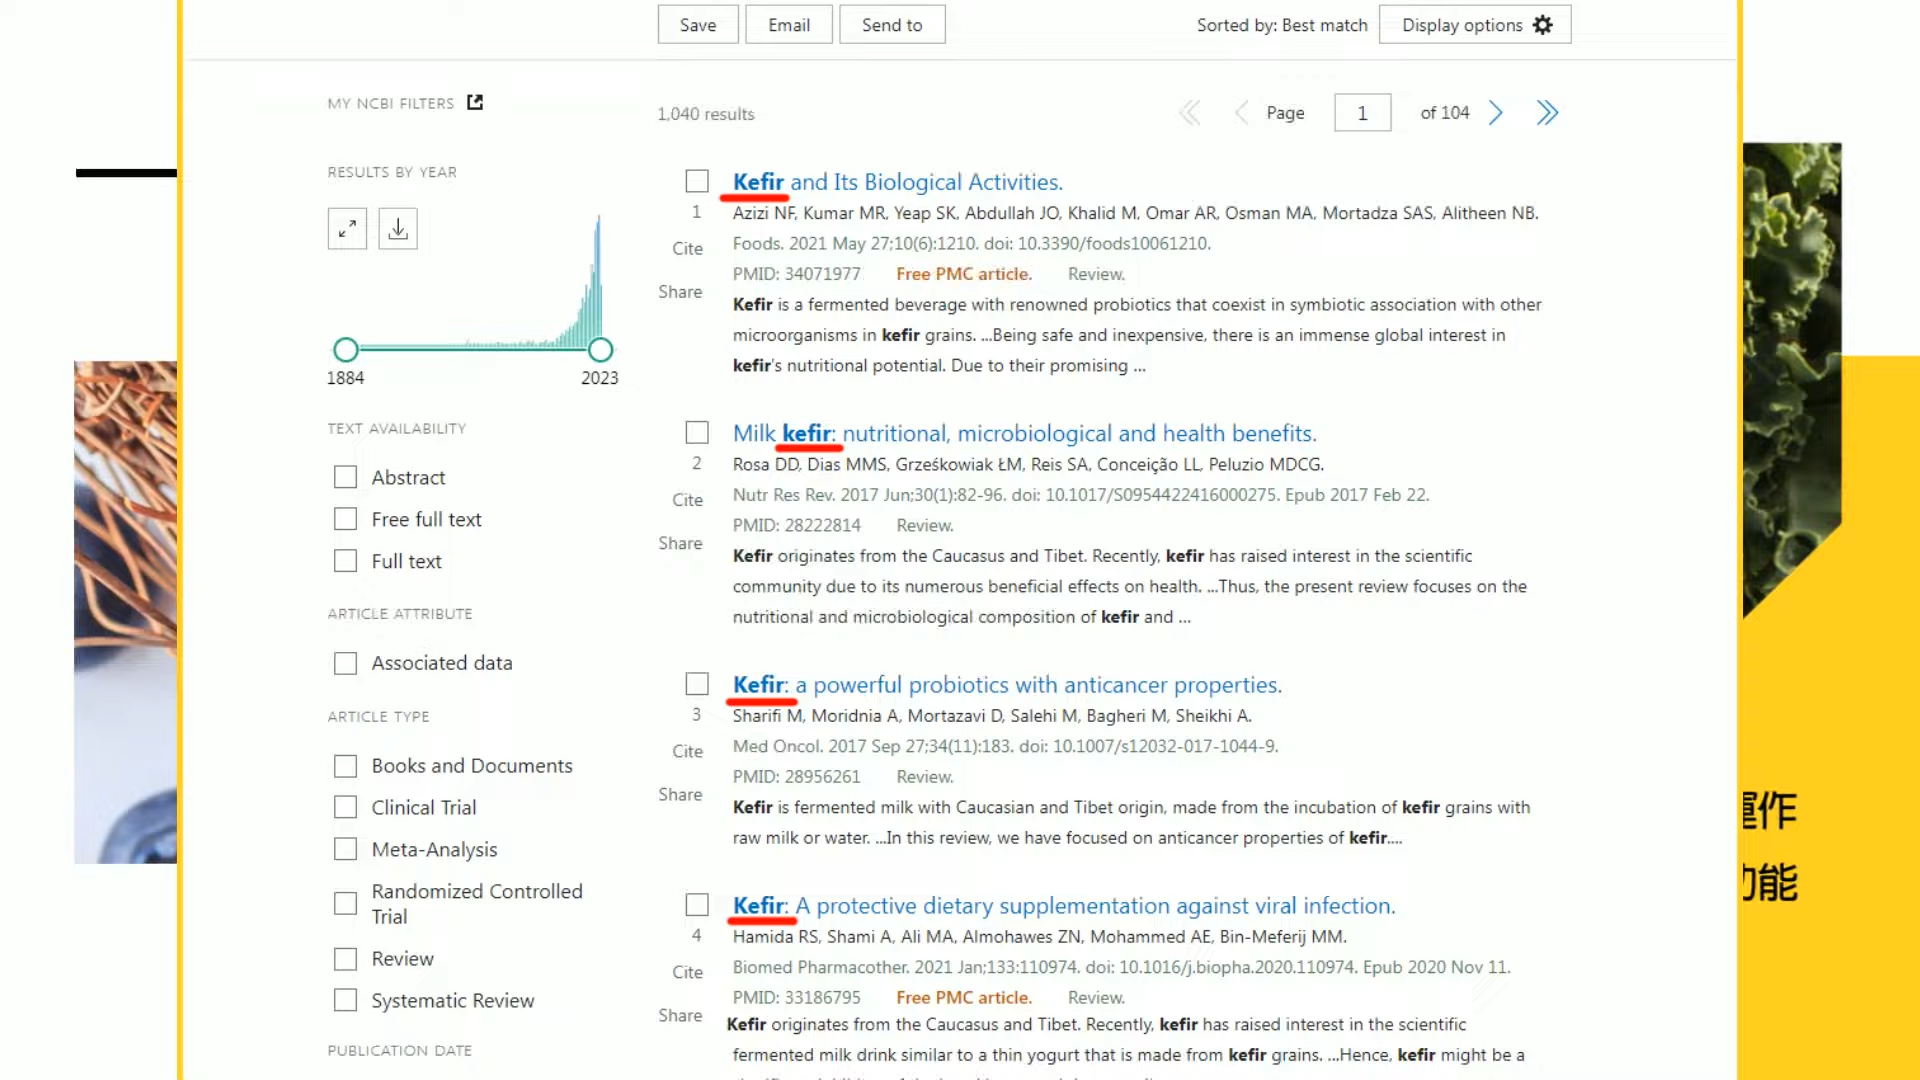 Save
Email
Send to
Sorted by: Best match
Display options
MY NCBI FILTERS
1,040 results
Page
1
of 104
RESULTS BY YEAR
1884
2023
TEXT AVAILABILITY
Abstract
Free full text
Full text
ARTICLE ATTRIBUTE
Associated data
ARTICLE TYPE
Books and Documents
Clinical Trial
Meta-Analysis
Randomized Controlled
Trial
Review
Systematic Review
PUBLICATION DATE
Kefir and Its Biological Activities.
1
Azizi NF, Kumar MR, Yeap SK, Abdullah JO, Khalid M, Omar AR, Osman MA, Mortadza SAS, Alitheen NB.
Cite
Foods. 2021 May 27;10(6):1210. doi: 10.3390/foods10061210.
PMID: 34071977 Free PMC article. Review.
Share
Kefir is a fermented beverage with renowned probiotics that coexist in symbiotic association with other
microorganisms in kefir grains. ...Being safe and inexpensive, there is an immense global interest in
kefir's nutritional potential. Due to their promising ...
Milk kefir: nutritional, microbiological and health benefits.
2
Rosa DD, Dias MMS, Grześkowiak ŁM, Reis SA, Conceição LL, Peluzio MDCG.
Cite
Nutr Res Rev. 2017 Jun;30(1):82-96. doi: 10.1017/S0954422416000275. Epub 2017 Feb 22.
PMID: 28222814 Review.
Share
Kefir originates from the Caucasus and Tibet. Recently, kefir has raised interest in the scientific
community due to its numerous beneficial effects on health. ...Thus, the present review focuses on the
nutritional and microbiological composition of kefir and ...
Kefir: a powerful probiotics with anticancer properties.
3
Sharifi M, Moridnia A, Mortazavi D, Salehi M, Bagheri M, Sheikhi A.
Cite
Med Oncol. 2017 Sep 27;34(11):183. doi: 10.1007/s12032-017-1044-9.
PMID: 28956261 Review.
Share
Kefir is fermented milk with Caucasian and Tibet origin, made from the incubation of kefir grains with
raw milk or water. ...In this review, we have focused on anticancer properties of kefir....
Kefir: A protective dietary supplementation against viral infection.
4
Hamida RS, Shami A, Ali MA, Almohawes ZN, Mohammed AE, Bin-Meferij MM.
Cite
Biomed Pharmacother. 2021 Jan;133:110974. doi: 10.1016/j.biopha.2020.110974. Epub 2020 Nov 11.
PMID: 33186795 Free PMC article. Review.
Share
Kefir originates from the Caucasus and Tibet. Recently, kefir has raised interest in the scientific
fermented milk drink similar to a thin yogurt that is made from kefir grains. ...Hence, kefir might be a
運作
功能